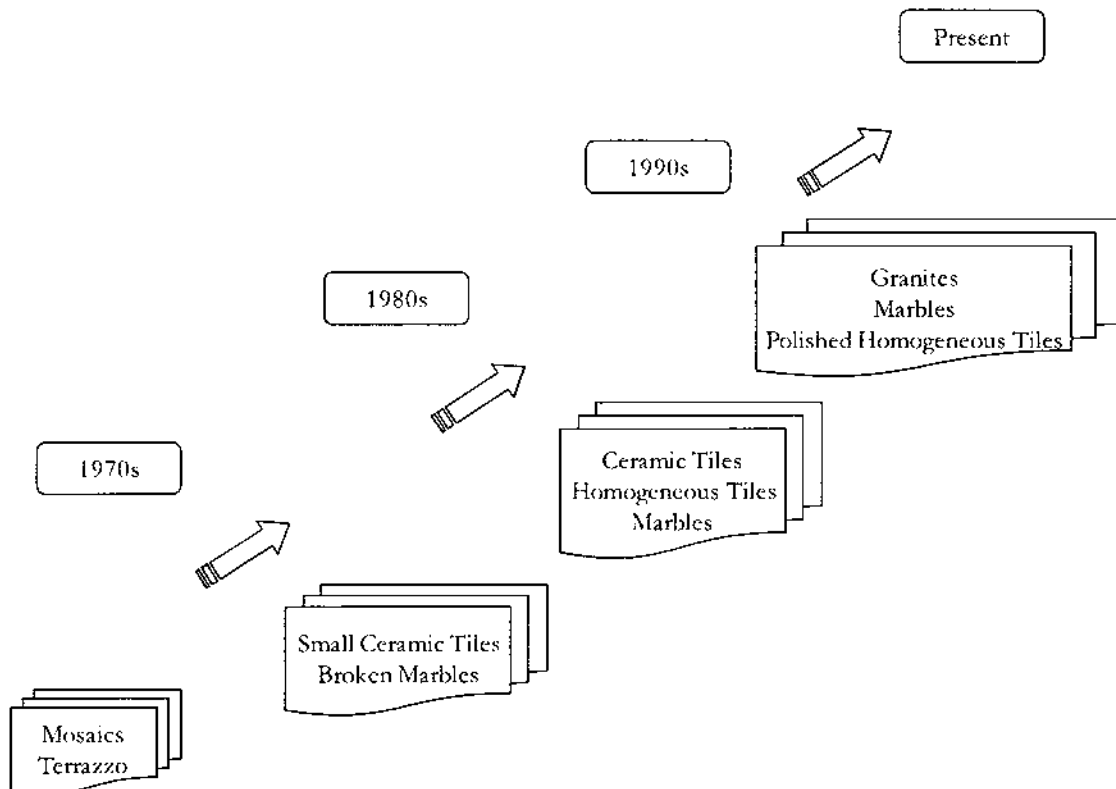 Present
1990s
Granites
Marbles
Polished Homogeneous Tiles
1980s
Ceramic Tiles
Homogeneous Tiles
Marbles
1970s
Small Ceramic Tiles
Broken Marbles
Mosaics
Terrazzo